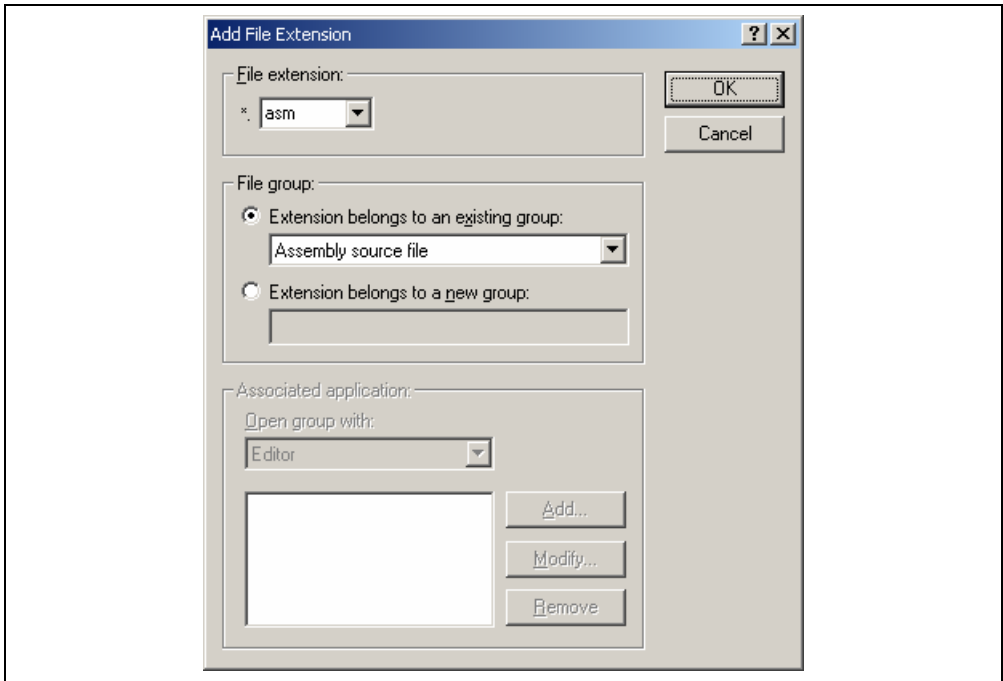 Add File Extension
? X
File extension:
*. asm
OK
Cancel
File group:
Extension belongs to an existing group:
Assembly source file
Extension belongs to a new group:
Associated application:
Open group with:
Editor
Add...
Modify...
Remove